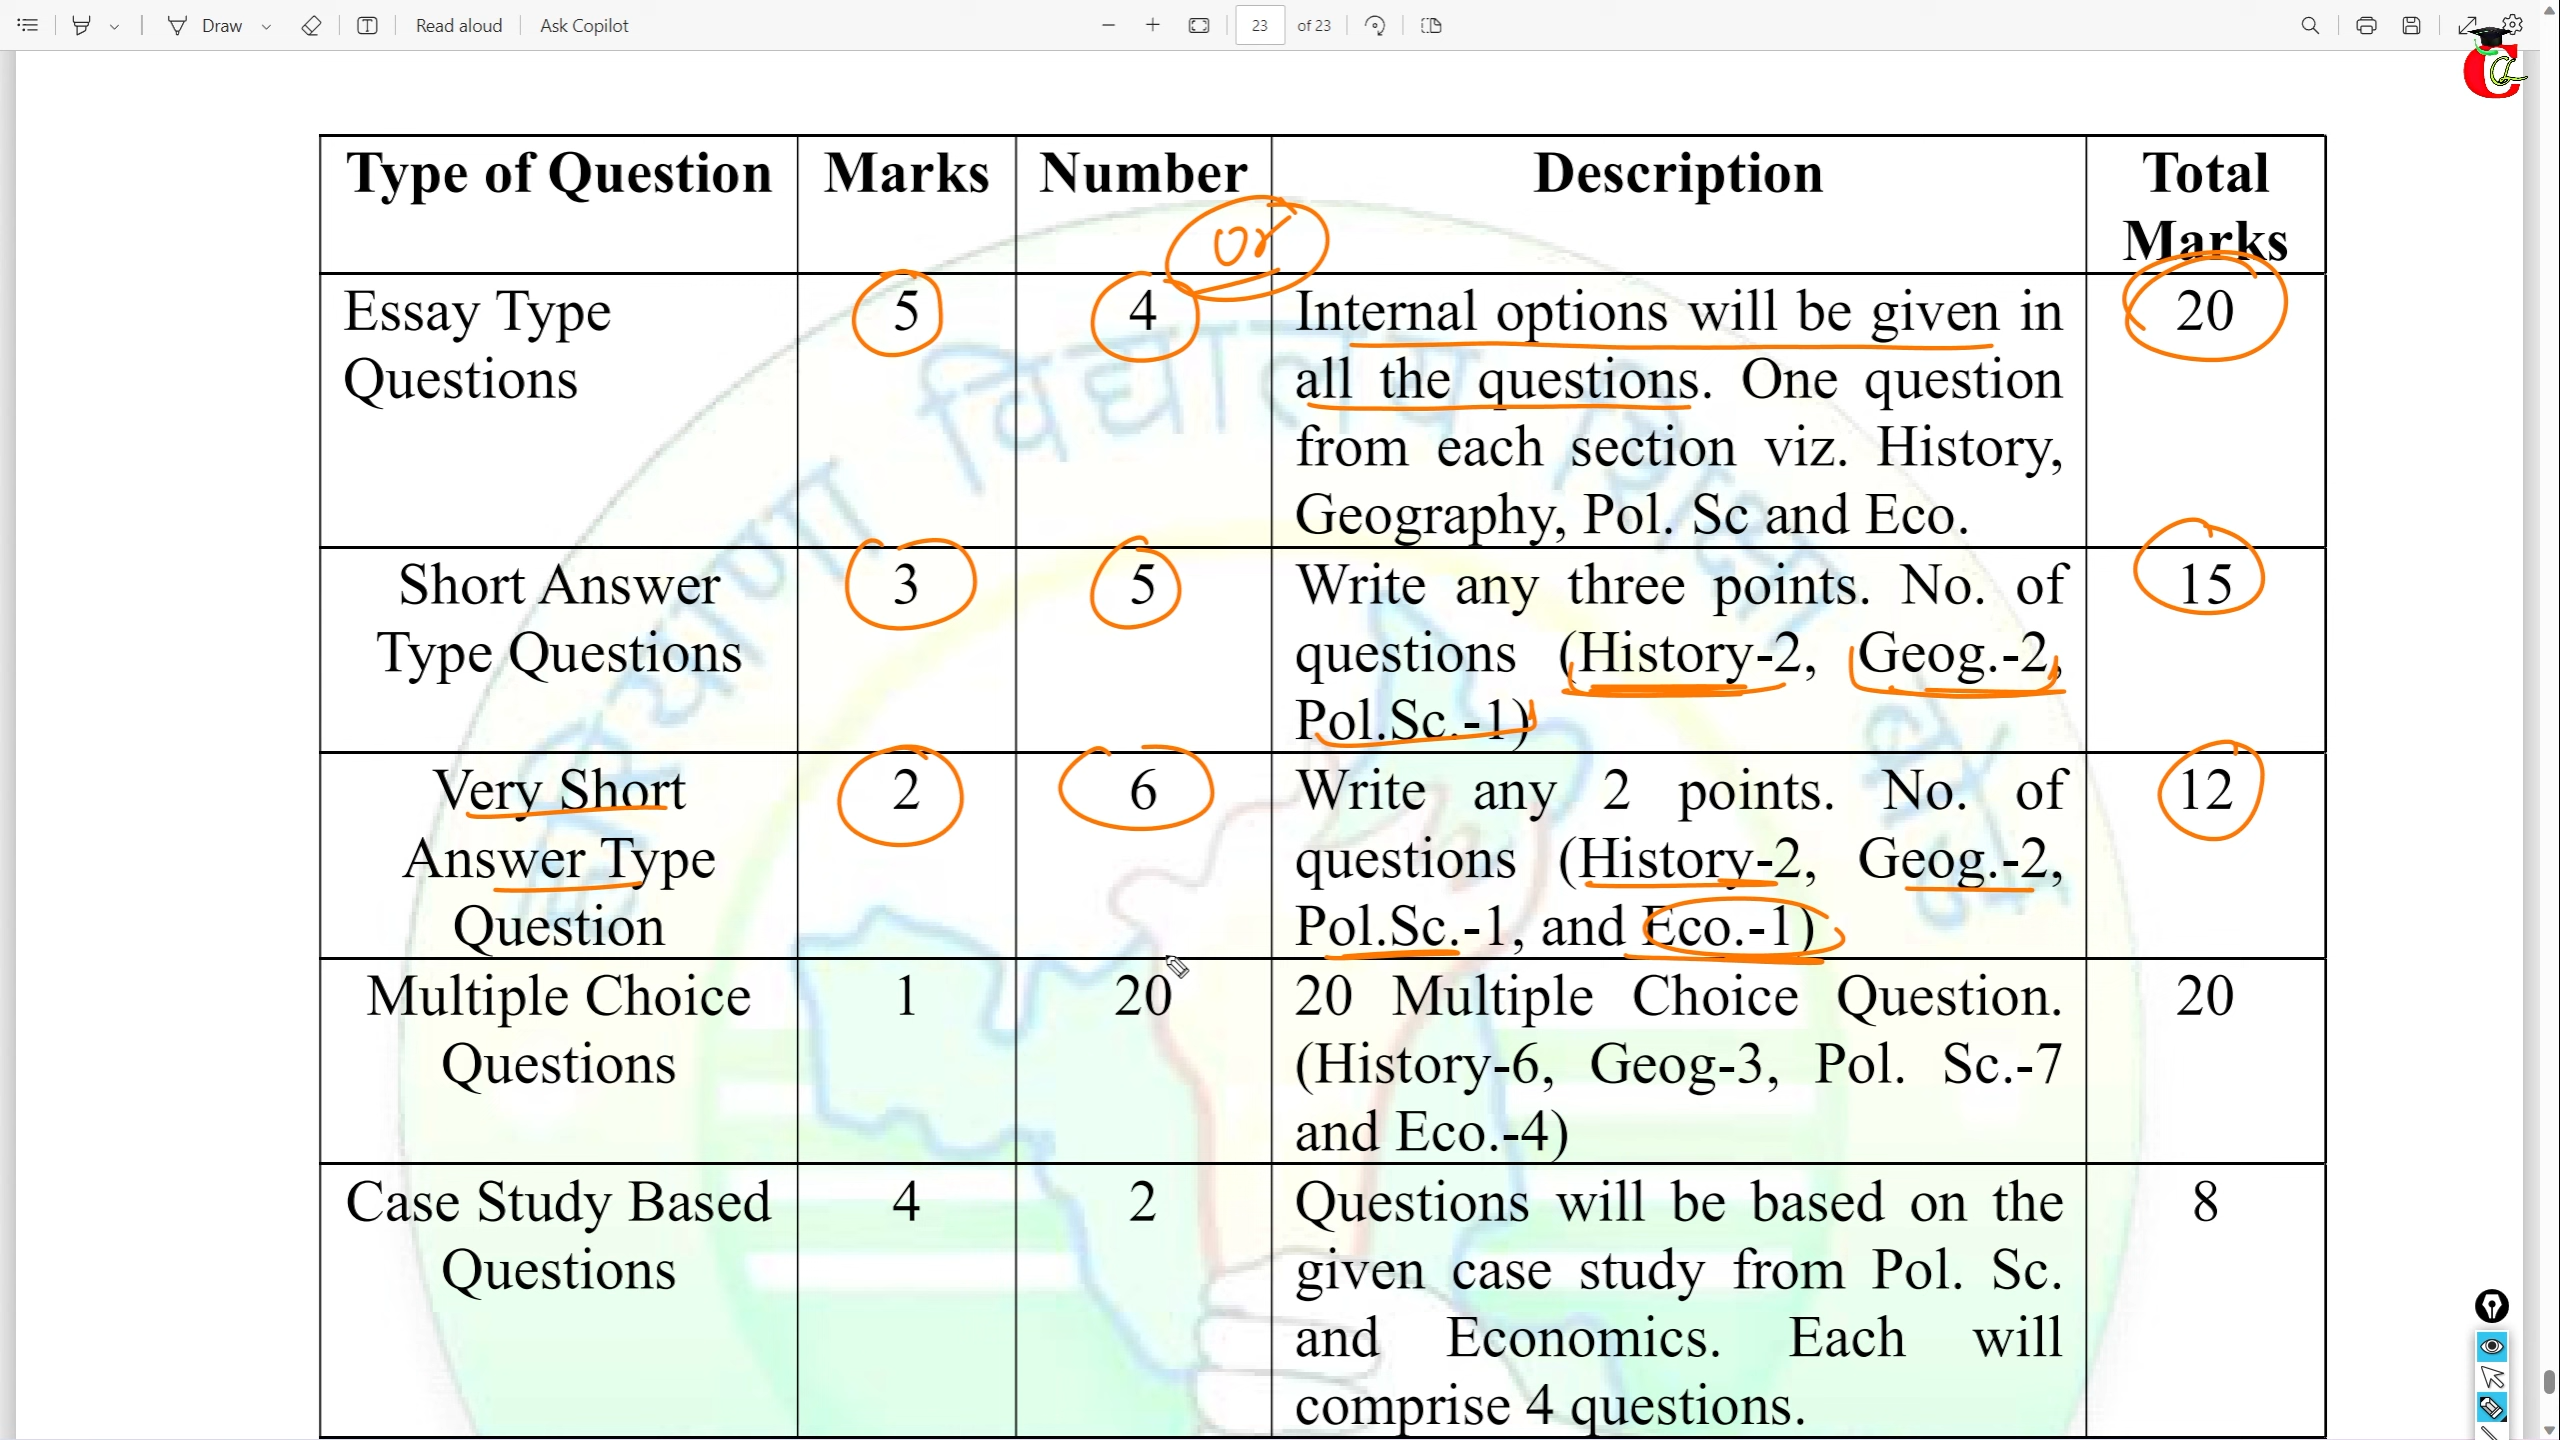 Draw
Read aloud
Ask Copilot
23
of 23
Type of Question
Marks
Number
Description
Total
Marks
or
Essay Type
Questions
5
4
Internal options will be given in
all the questions. One question
from each section viz. History,
Geography, Pol. Sc and Eco.
20
Short Answer
Type Questions
3
5
Write any three points. No. of
questions (History-2, Geog.-2,
Pol.Sc.-1)
15
Very Short
Answer Type
Question
2
6
Write any 2 points. No. of
questions (History-2, Geog.-2,
Pol.Sc.-1, and Eco.-1)
12
Multiple Choice
Questions
1
20
20 Multiple Choice Question.
(History-6, Geog-3, Pol. Sc.-7
and Eco.-4)
20
Case Study Based
Questions
4
2
Questions will be based on the
given case study from Pol. Sc.
and Economics. Each will
comprise 4 questions.
8
हरियाणा विद्यालय शिक्षा बोर्ड